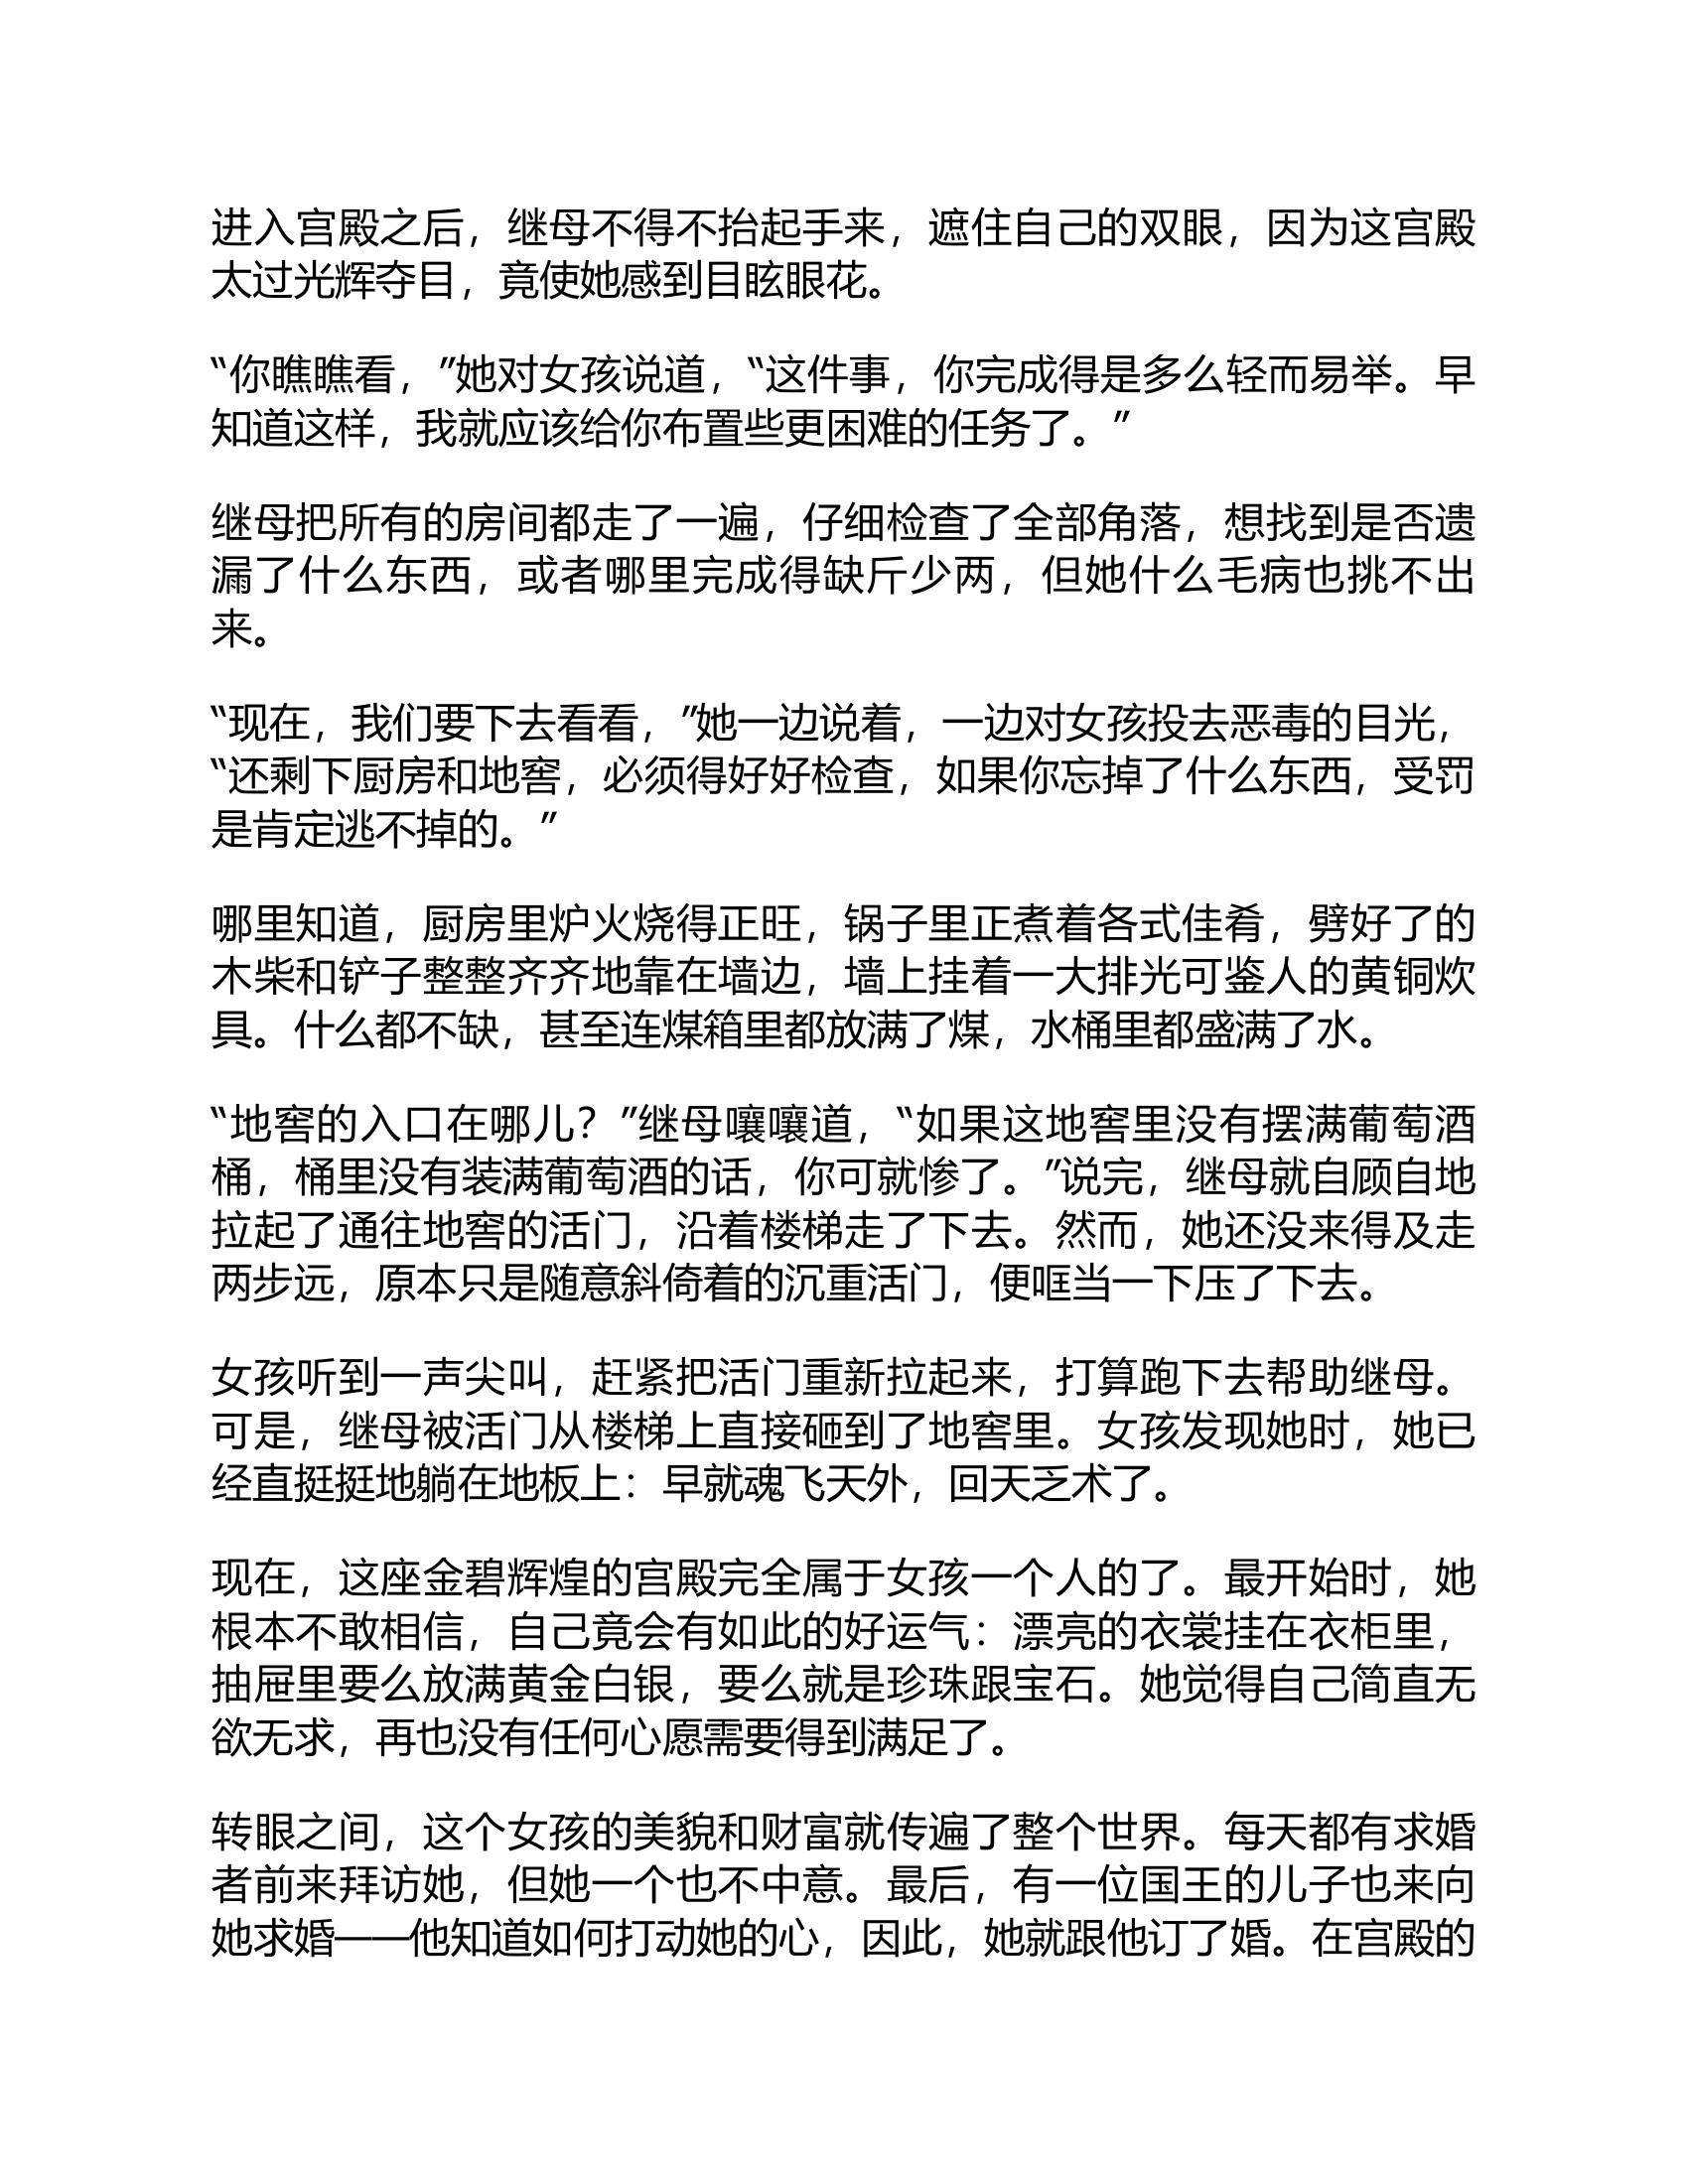 进入宫殿之后，继母不得不抬起手来，遮住自己的双眼，因为这宫殿
太过光辉夺目，竟使她感到目眩眼花。
“你瞧瞧看，”她对女孩说道，“这件事，你完成得是多么轻而易举。早
知道这样，我就应该给你布置些更困难的任务了。”
继母把所有的房间都走了一遍，仔细检查了全部角落，想找到是否遗
漏了什么东西，或者哪里完成得缺斤少两，但她什么毛病也挑不出
来。
“现在，我们要下去看看，”她一边说着，一边对女孩投去恶毒的目光，
“还剩下厨房和地窖，必须得好好检查，如果你忘掉了什么东西，受罚
是肯定逃不掉的。”
哪里知道，厨房里炉火烧得正旺，锅子里正煮着各式佳肴，劈好了的
木柴和铲子整整齐齐地靠在墙边，墙上挂着一大排光可鉴人的黄铜炊
具。什么都不缺，甚至连煤箱里都放满了煤，水桶里都盛满了水。
“地窖的入口在哪儿？”继母嚷嚷道，“如果这地窖里没有摆满葡萄酒
桶，桶里没有装满葡萄酒的话，你可就惨了。”说完，继母就自顾自地
拉起了通往地窖的活门，沿着楼梯走了下去。然而，她还没来得及走
两步远，原本只是随意斜倚着的沉重活门，便哐当一下压了下去。
女孩听到一声尖叫，赶紧把活门重新拉起来，打算跑下去帮助继母。
可是，继母被活门从楼梯上直接砸到了地窖里。女孩发现她时，她已
经直挺挺地躺在地板上：早就魂飞天外，回天乏术了。
现在，这座金碧辉煌的宫殿完全属于女孩一个人的了。最开始时，她
根本不敢相信，自己竟会有如此的好运气：漂亮的衣裳挂在衣柜里，
抽屉里要么放满黄金白银，要么就是珍珠跟宝石。她觉得自己简直无
欲无求，再也没有任何心愿需要得到满足了。
转眼之间，这个女孩的美貌和财富就传遍了整个世界。每天都有求婚
者前来拜访她，但她一个也不中意。最后，有一位国王的儿子也来向
她求婚——他知道如何打动她的心，因此，她就跟他订了婚。在宫殿的